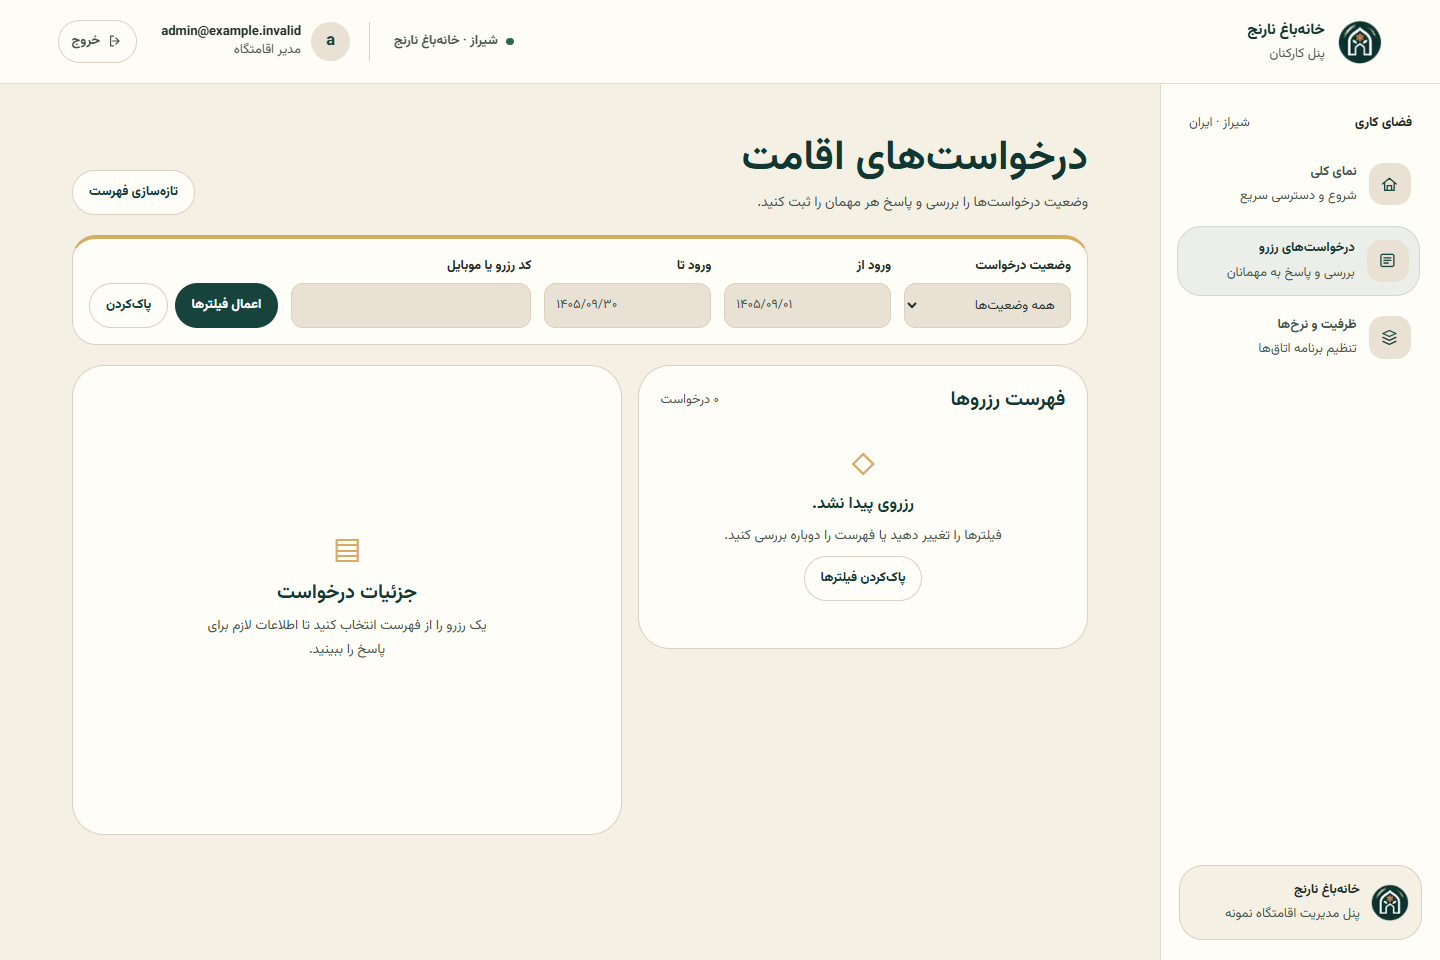 خانه‌باغ نارنج
پنل کارکنان
شیراز · خانه‌باغ نارنج
a
admin@example.invalid
مدیر اقامتگاه
خروج
فضای کاری
شیراز · ایران
نمای کلی
شروع و دسترسی سریع
درخواست‌های رزرو
بررسی و پاسخ به مهمانان
ظرفیت و نرخ‌ها
تنظیم برنامه اتاق‌ها
خانه‌باغ نارنج
پنل مدیریت اقامتگاه نمونه
درخواست‌های اقامت
وضعیت درخواست‌ها را بررسی و پاسخ هر مهمان را ثبت کنید.
تازه‌سازی فهرست
وضعیت درخواست
همه وضعیت‌ها
ورود از
۱۴۰۵/۰۹/۰۱
ورود تا
۱۴۰۵/۰۹/۳۰
کد رزرو یا موبایل
اعمال فیلترها
پاک‌کردن
فهرست رزروها
۰ درخواست
رزروی پیدا نشد.
فیلترها را تغییر دهید یا فهرست را دوباره بررسی کنید.
پاک‌کردن فیلترها
جزئیات درخواست
یک رزرو را از فهرست انتخاب کنید تا اطلاعات لازم برای
پاسخ را ببینید.